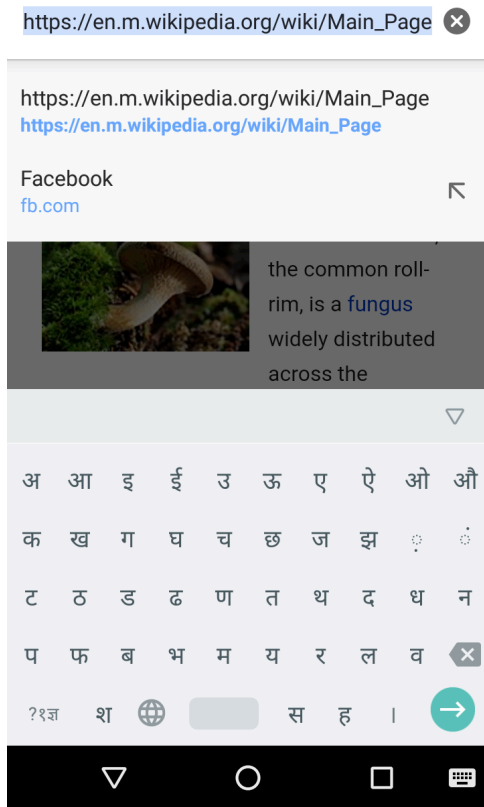 https://en.m.wikipedia.org/wiki/Main_Page
https://en.m.wikipedia.org/wiki/Main_Page
https://en.m.wikipedia.org/wiki/Main_Page
Facebook
fb.com
the common roll-
rim, is a fungus
widely distributed
across the
अ आ इ ई उ ऊ ए ऐ ओ औ
क ख ग घ च छ ज झ ़ ं
ट ठ ड ढ ण त थ द ध न
प फ ब भ म य र ल व
?१ज्ञ श स ह ।